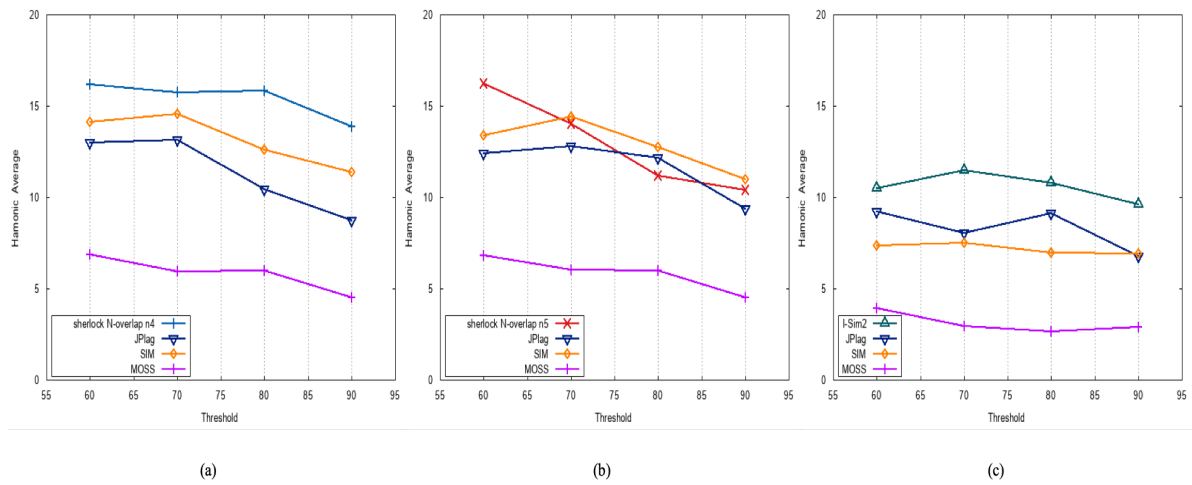 20
15
10
5
0
Hamonic Average
sherlock N-overlap n4
JPlag
SIM
MOSS
55 60 65 70 75 80 85 90 95
Threshold
(a)
20
15
10
5
0
Hamonic Average
sherlock N-overlap n5
JPlag
SIM
MOSS
55 60 65 70 75 80 85 90 95
Threshold
(b)
20
15
10
5
0
Hamonic Average
I-Sim2
JPlag
SIM
MOSS
55 60 65 70 75 80 85 90 95
Threshold
(c)